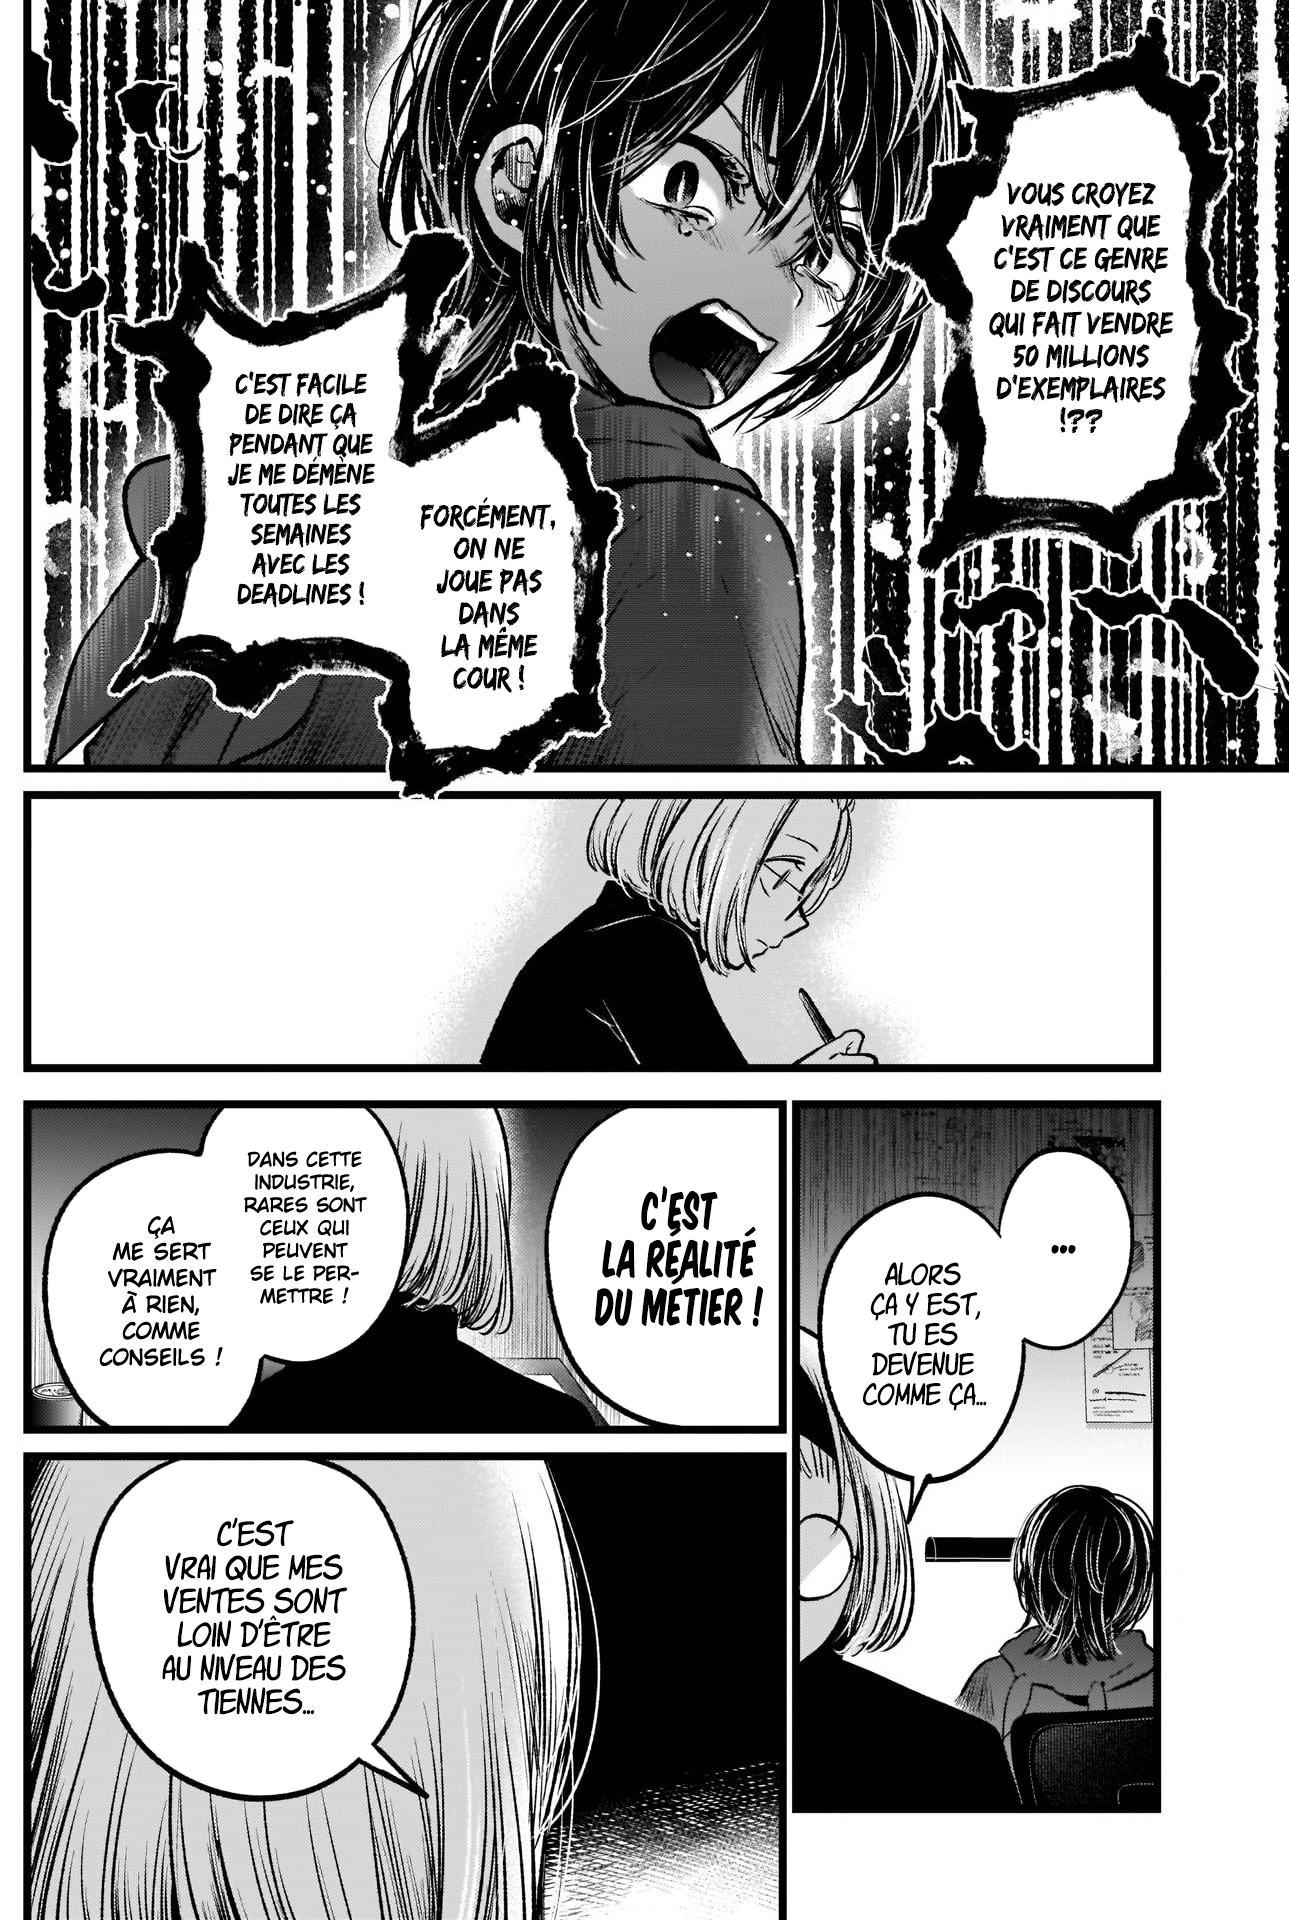 VOUS CROYEZ
VRAIMENT QUE
C'EST CE GENRE
DE DISCOURS
QUI FAIT VENDRE
50 MILLIONS
D'EXEMPLAIRES
!??
FORCÉMENT,
ON NE
JOUE PAS
DANS
LA MÊME
COUR !
C'EST FACILE
DE DIRE ÇA
PENDANT QUE
JE ME DÉMÈNE
TOUTES LES
SEMAINES
AVEC LES
DEADLINES !
...
ALORS
ÇA Y EST,
TU ES
DEVENUE
COMME ÇA...
C'EST
LA RÉALITÉ
DU MÉTIER !
DANS CETTE
INDUSTRIE,
RARES SONT
CEUX QUI
PEUVENT
SE LE PER-
METTRE !
ÇA
ME SERT
VRAIMENT
À RIEN,
COMME
CONSEILS !
C'EST
VRAI QUE MES
VENTES SONT
LOIN D'ÊTRE
AU NIVEAU DES
TIENNES...